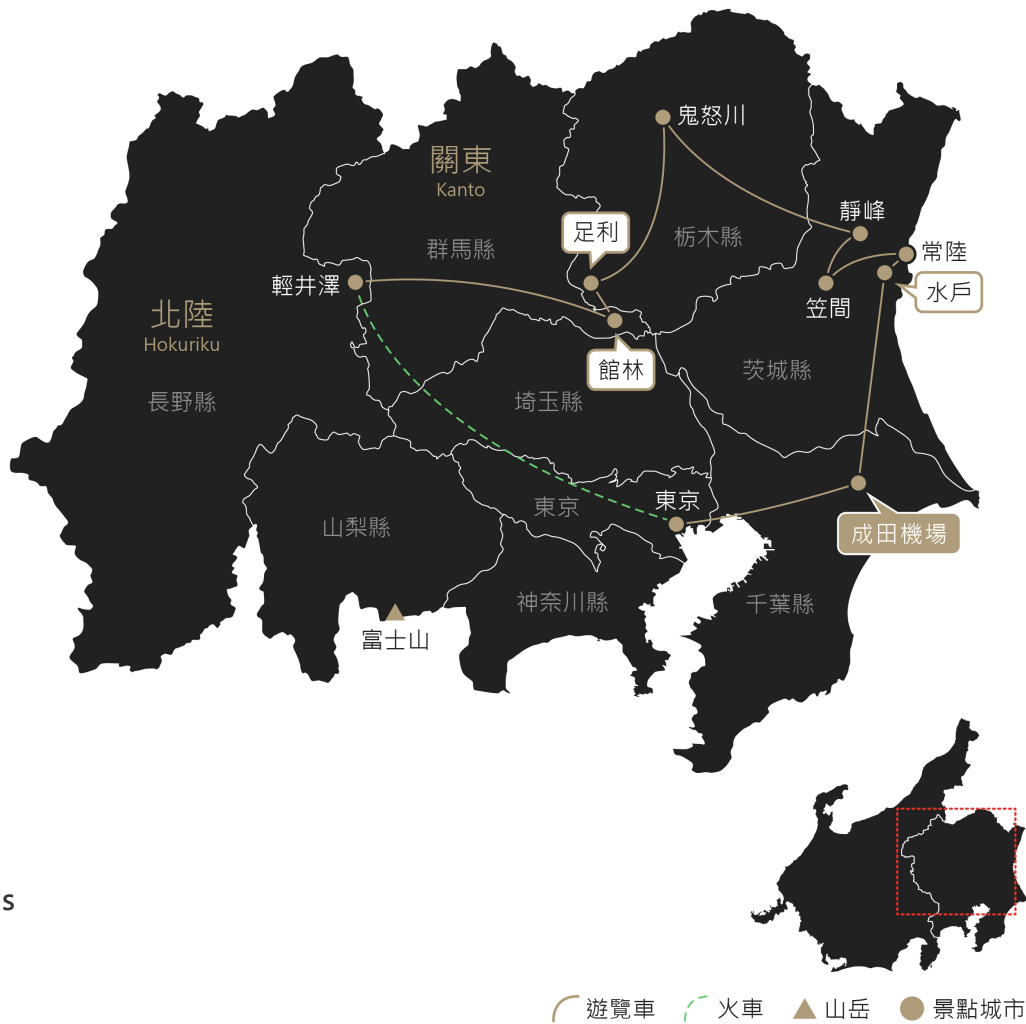 鬼怒川
關東
Kanto
靜峰
足利
栃木縣
群馬縣
常陸
輕井澤
水戶
笠間
北陸
Hokuriku
館林
茨城縣
長野縣
埼玉縣
東京
東京
山梨縣
成田機場
神奈川縣
千葉縣
富士山
s
遊覽車
火車
山岳
景點城市